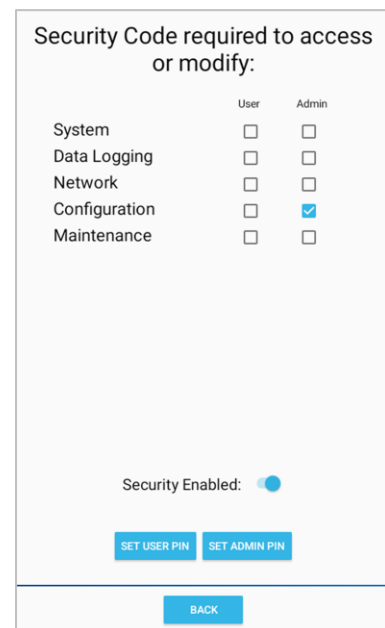 Security Code required to access
or modify:
User Admin
System
Data Logging
Network
Configuration
Maintenance
Security Enabled:
SET USER PIN SET ADMIN PIN
BACK